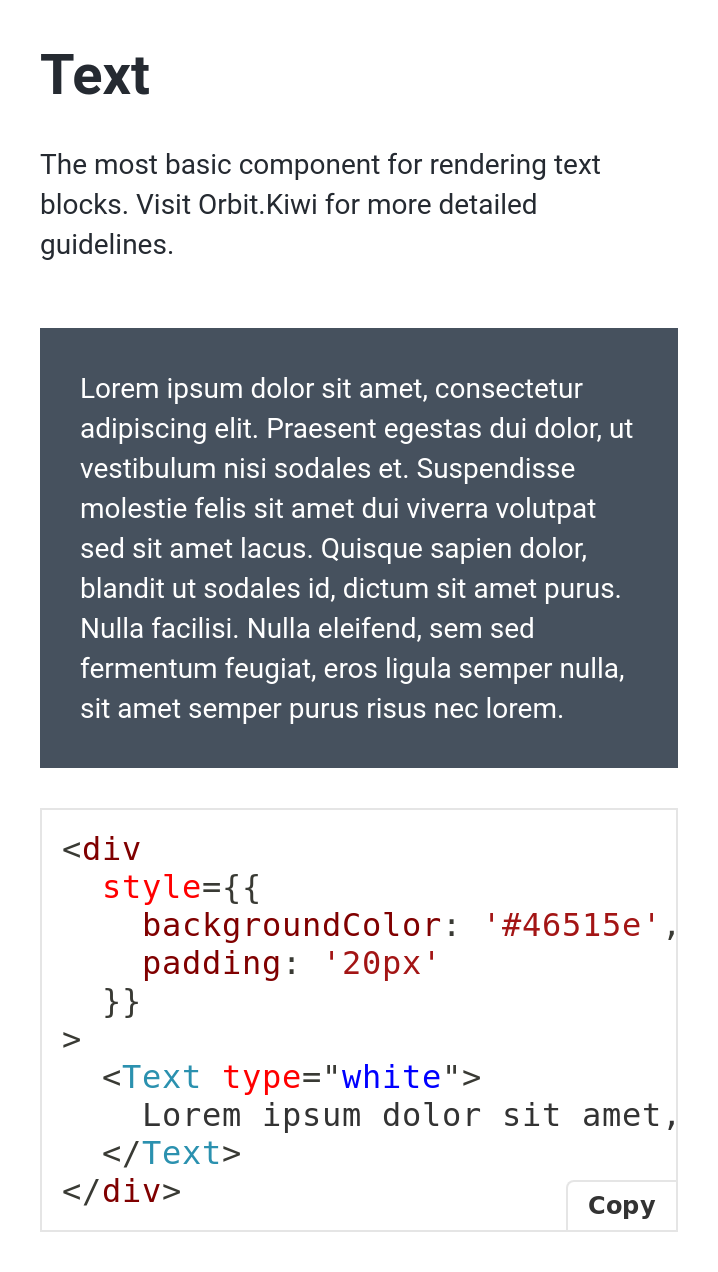 Text
The most basic component for rendering text
blocks. Visit Orbit.Kiwi for more detailed
guidelines.
Lorem ipsum dolor sit amet, consectetur
adipiscing elit. Praesent egestas dui dolor, ut
vestibulum nisi sodales et. Suspendisse
molestie felis sit amet dui viverra volutpat
sed sit amet lacus. Quisque sapien dolor,
blandit ut sodales id, dictum sit amet purus.
Nulla facilisi. Nulla eleifend, sem sed
fermentum feugiat, eros ligula semper nulla,
sit amet semper purus risus nec lorem.
<div
  style={{
    backgroundColor: '#46515e',
    padding: '20px'
  }}
>
  <Text type="white">
    Lorem ipsum dolor sit amet,
  </Text>
</div>
Copy